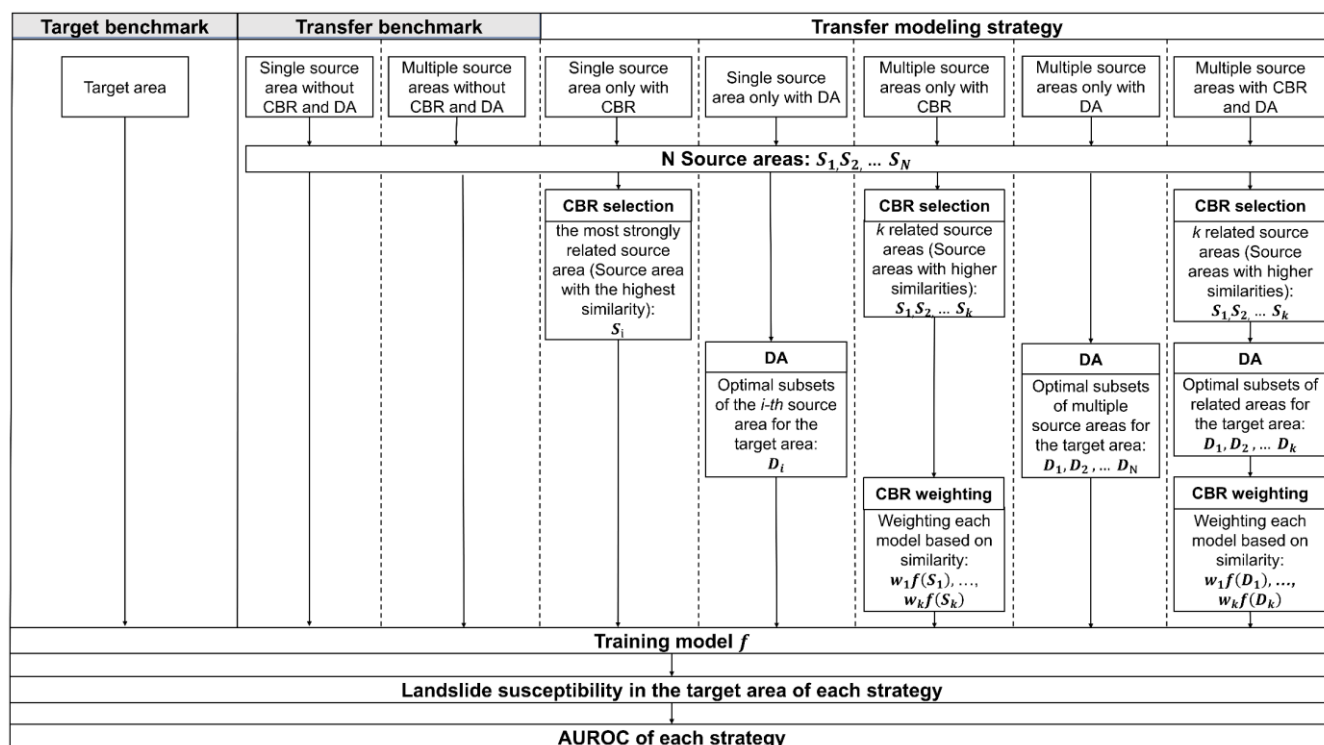 Target benchmark
Transfer benchmark
Transfer modeling strategy
Target area
Single source
area without
CBR and DA
Multiple source
areas without
CBR and DA
Single source
area only with
CBR
Single source
area only with DA
Multiple source
areas only with
CBR
Multiple source
areas only with
DA
Multiple source
areas with CBR
and DA
N Source areas: S₁,S₂, … S_N
CBR selection
the most strongly
related source
area (Source area
with the highest
similarity):
Sᵢ
CBR selection
k related source
areas (Source
areas with higher
similarities):
S₁,S₂, … Sₖ
CBR selection
k related source
areas (Source
areas with higher
similarities):
S₁,S₂, … Sₖ
DA
Optimal subsets
of the i-th source
area for the
target area:
Dᵢ
DA
Optimal subsets
of multiple
source areas for
the target area:
D₁, D₂ , … D_N
DA
Optimal subsets of
related areas for
the target area:
D₁, D₂ , … Dₖ
CBR weighting
Weighting each
model based on
similarity:
w₁f(S₁), …,
wₖf(Sₖ)
CBR weighting
Weighting each
model based on
similarity:
w₁f(D₁), …,
wₖf(Dₖ)
Training model f
Landslide susceptibility in the target area of each strategy
AUROC of each strategy